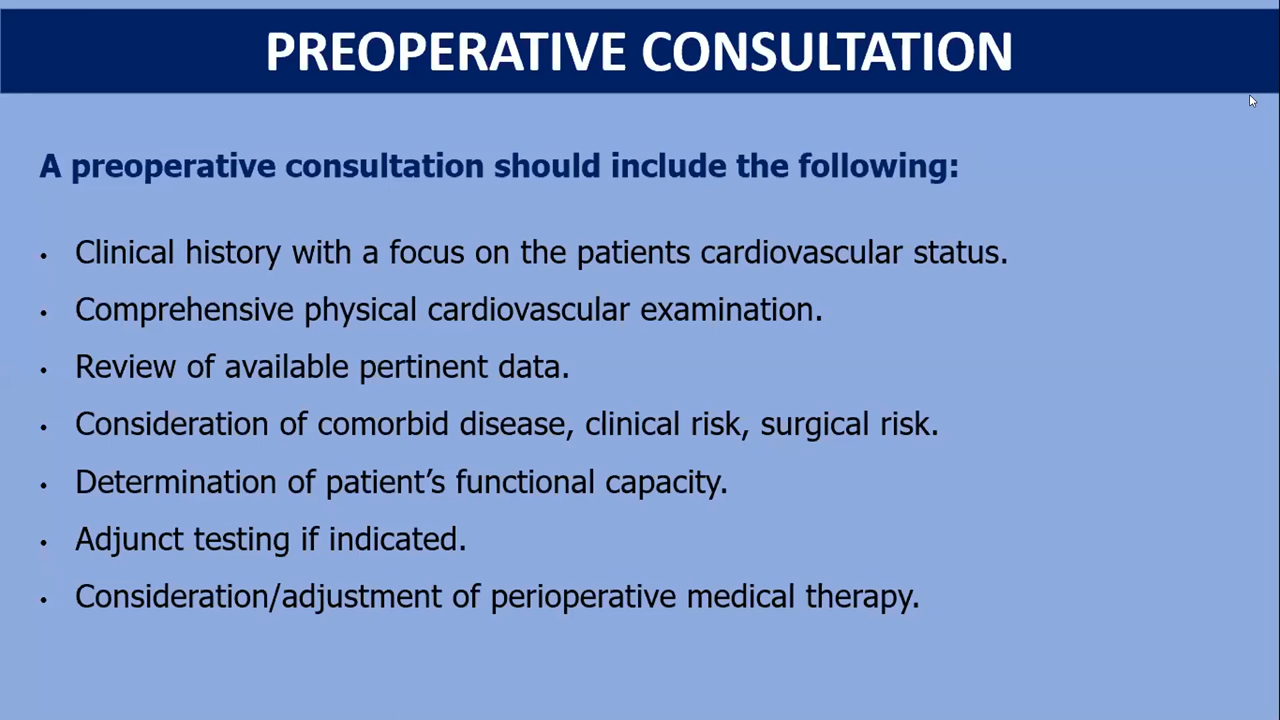 PREOPERATIVE CONSULTATION
A preoperative consultation should include the following:
• Clinical history with a focus on the patients cardiovascular status.
• Comprehensive physical cardiovascular examination.
• Review of available pertinent data.
• Consideration of comorbid disease, clinical risk, surgical risk.
• Determination of patient’s functional capacity.
• Adjunct testing if indicated.
• Consideration/adjustment of perioperative medical therapy.